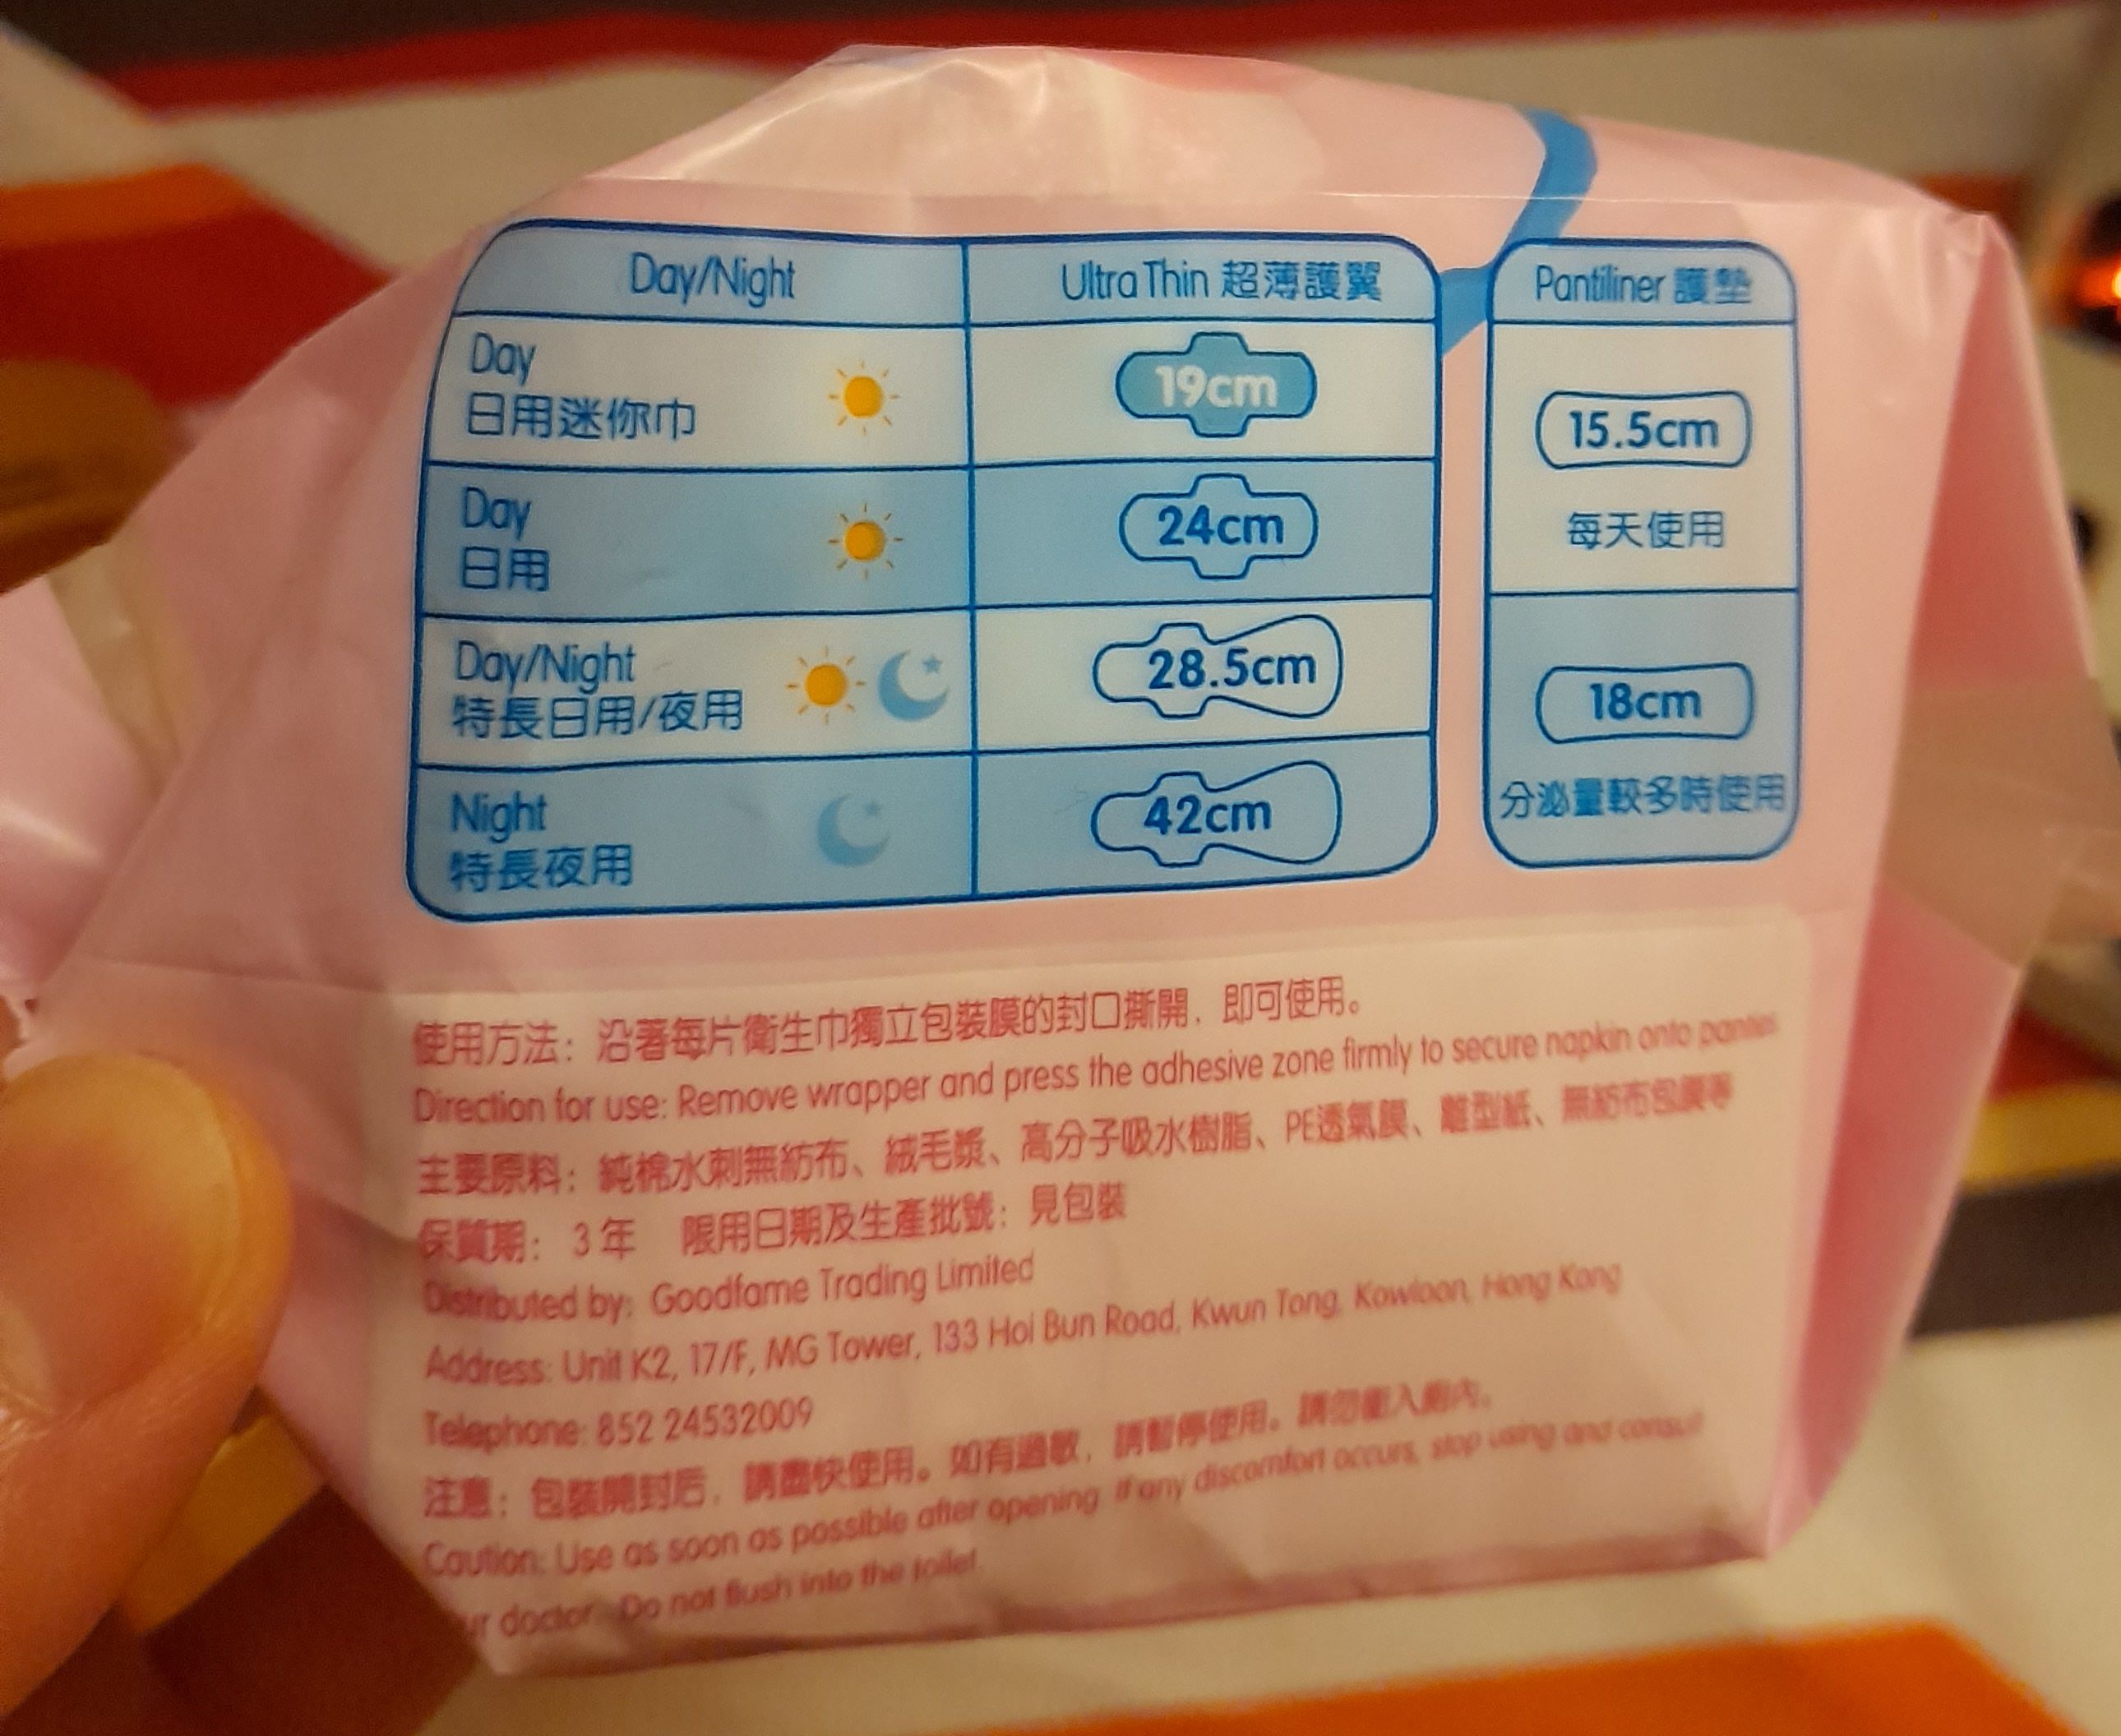 Day/Night
Ultra Thin 超薄護翼
Day
日用迷你巾
19cm
Day
日用
24cm
Day/Night
特長日用/夜用
28.5cm
Night
特長夜用
42cm
Pantiliner 護墊
15.5cm
每天使用
18cm
分泌量較多時使用
使用方法：沿著每片衛生巾獨立包裝膜的封口撕開，即可使用。
Direction for use: Remove wrapper and press the adhesive zone firmly to secure napkin onto panties
主要原料：純棉水刺無紡布、絨毛漿、高分子吸水樹脂、PE透氣膜、離型紙、無紡布包膜等
保質期：3年 限用日期及生產批號：見包裝
Distributed by: Goodfame Trading Limited
Address: Unit K2, 17/F, MG Tower, 133 Hoi Bun Road, Kwun Tong, Kowloon, Hong Kong
Telephone: 852 24532009
注意：包裝開封后，請盡快使用。如有過敏，請暫停使用。請勿衝入廁內。
Caution: Use as soon as possible after opening. If any discomfort occurs, stop using and consult
doctor. Do not flush into the toilet.